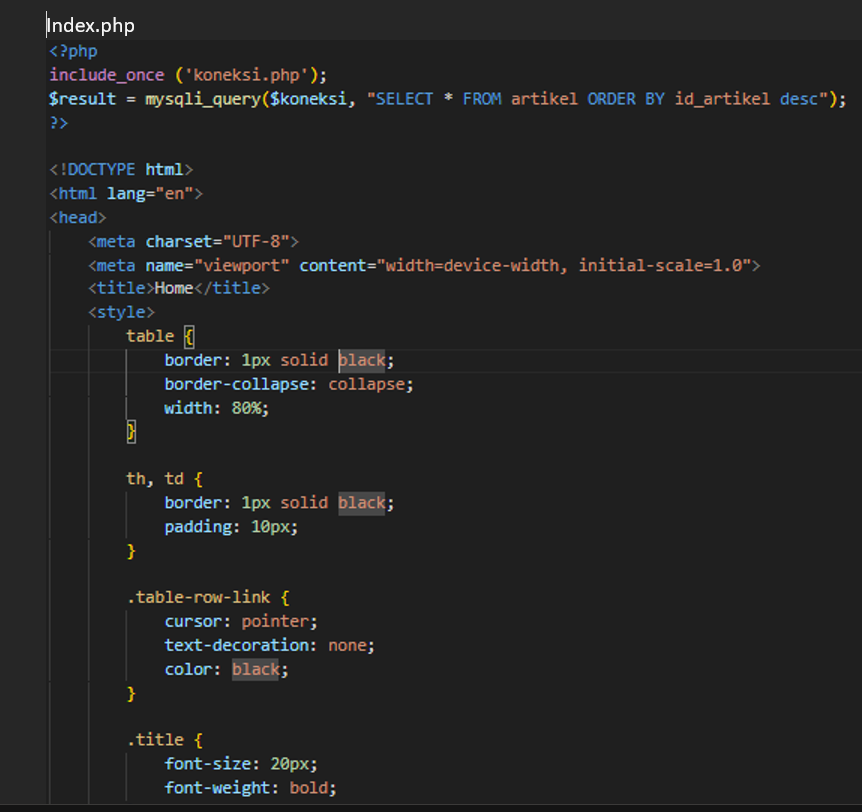 Index.php
<?php
include_once ('koneksi.php');
$result = mysqli_query($koneksi, "SELECT * FROM artikel ORDER BY id_artikel desc");
?>
<!DOCTYPE html>
<html lang="en">
<head>
<meta charset="UTF-8">
<meta name="viewport" content="width=device-width, initial-scale=1.0">
<title>Home</title>
<style>
table {
border: 1px solid black;
border-collapse: collapse;
width: 80%;
}
th, td {
border: 1px solid black;
padding: 10px;
}
.table-row-link {
cursor: pointer;
text-decoration: none;
color: black;
}
.title {
font-size: 20px;
font-weight: bold;